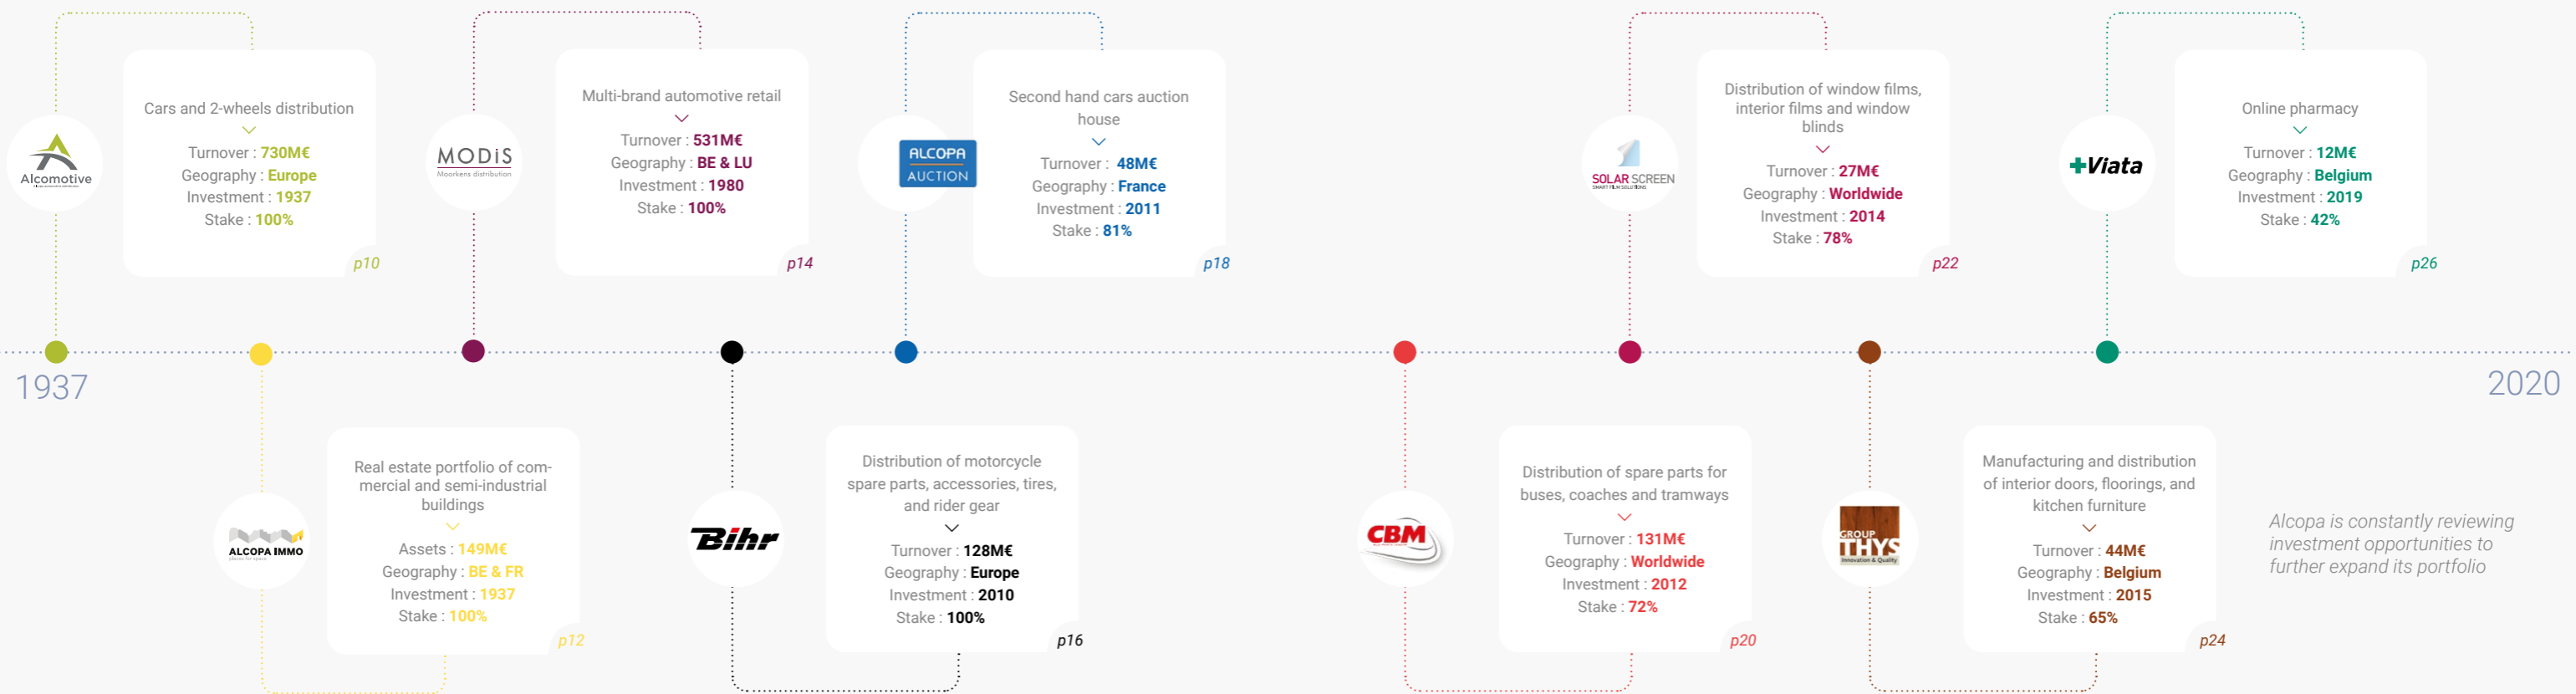 Alcomotive
Cars and 2-wheels distribution
Turnover : 730M€
Geography : Europe
Investment : 1937
Stake : 100%
p10
MODiS
Moorkens distribution
Multi-brand automotive retail
Turnover : 531M€
Geography : BE & LU
Investment : 1980
Stake : 100%
p14
ALCOPA
AUCTION
Second hand cars auction
house
Turnover : 48M€
Geography : France
Investment : 2011
Stake : 81%
p18
SOLAR SCREEN
SMART FILM SOLUTIONS
Distribution of window films,
interior films and window
blinds
Turnover : 27M€
Geography : Worldwide
Investment : 2014
Stake : 78%
p22
+Viata
Online pharmacy
Turnover : 12M€
Geography : Belgium
Investment : 2019
Stake : 42%
p26
1937
2020
ALCOPA IMMO
places for space
Real estate portfolio of com-
mercial and semi-industrial
buildings
Assets : 149M€
Geography : BE & FR
Investment : 1937
Stake : 100%
p12
Bihr
Distribution of motorcycle
spare parts, accessories, tires,
and rider gear
Turnover : 128M€
Geography : Europe
Investment : 2010
Stake : 100%
p16
CBM
Distribution of spare parts for
buses, coaches and tramways
Turnover : 131M€
Geography : Worldwide
Investment : 2012
Stake : 72%
p20
GROUP
THYS
Innovation & Quality
Manufacturing and distribution
of interior doors, floorings, and
kitchen furniture
Turnover : 44M€
Geography : Belgium
Investment : 2015
Stake : 65%
p24
Alcopa is constantly reviewing
investment opportunities to
further expand its portfolio